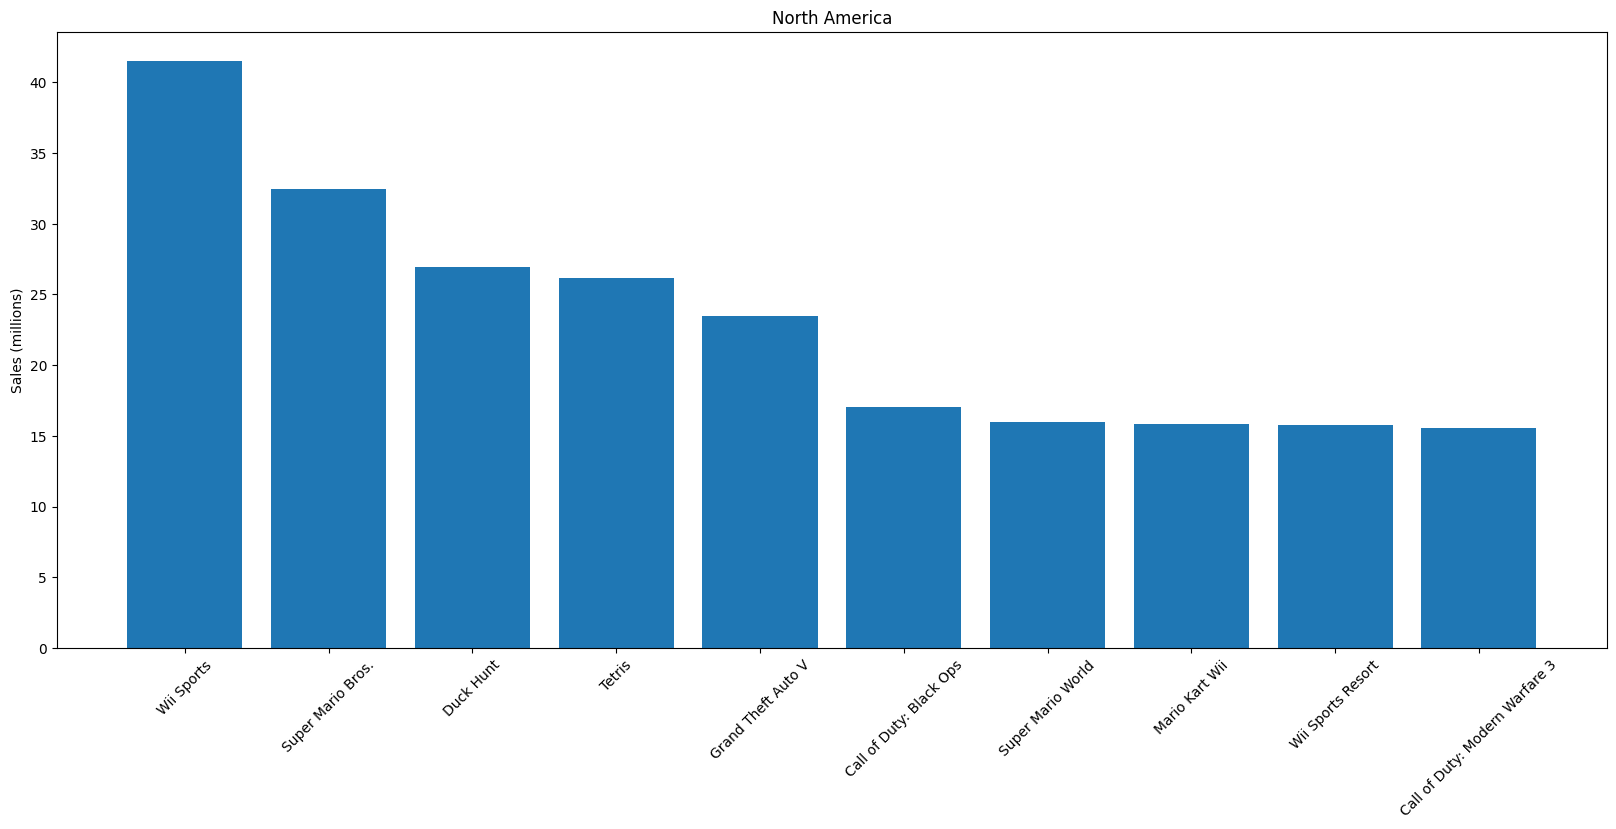 North America
Sales (millions)
40
35
30
25
20
15
10
5
0
Wii Sports
Super Mario Bros.
Duck Hunt
Tetris
Grand Theft Auto V
Call of Duty: Black Ops
Super Mario World
Mario Kart Wii
Wii Sports Resort
Call of Duty: Modern Warfare 3